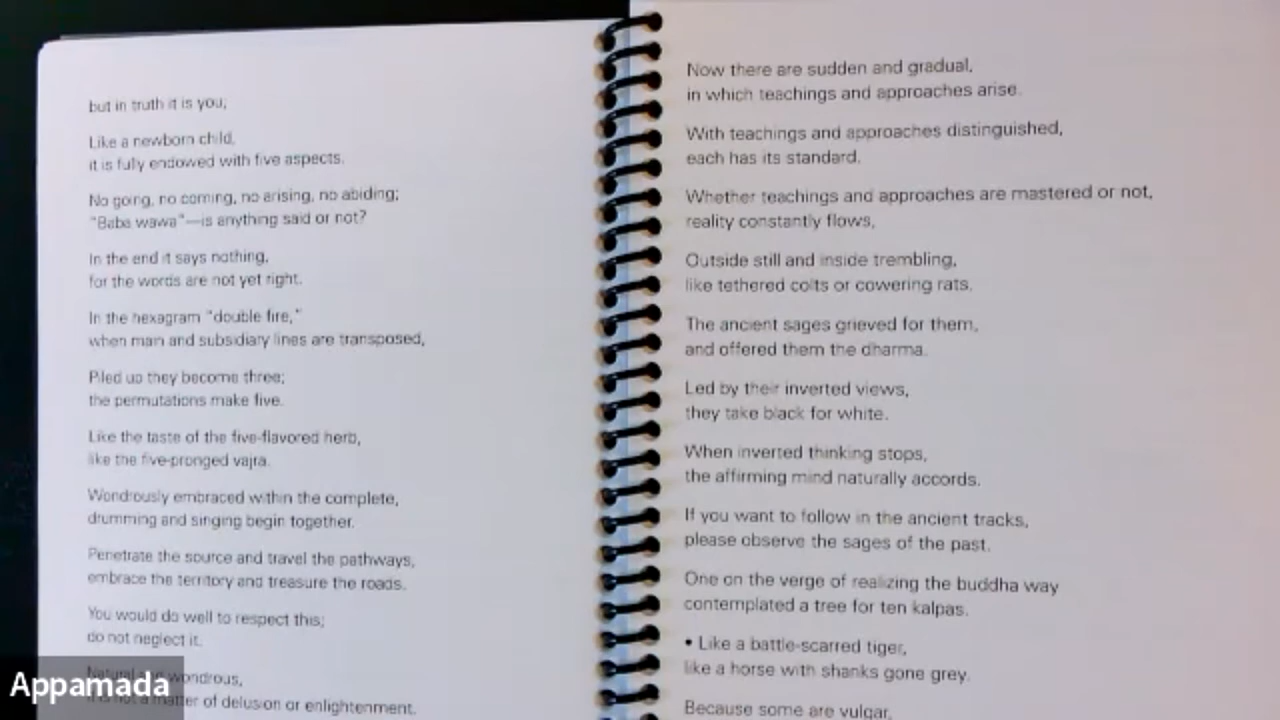 but in truth it is you;
Like a newborn child,
it is fully endowed with five aspects.
No going, no coming, no arising, no abiding;
"Baba wawa"—is anything said or not?
In the end it says nothing,
for the words are not yet right.
In the hexagram "double fire,"
when main and subsidiary lines are transposed,
Piled up they become three;
the permutations make five.
Like the taste of the five-flavored herb,
like the five-pronged vajra.
Wondrously embraced within the complete,
drumming and singing begin together.
Penetrate the source and travel the pathways,
embrace the territory and treasure the roads.
You would do well to respect this;
do not neglect it.
Natural wondrous,
it is not a matter of delusion or enlightenment.
Now there are sudden and gradual,
in which teachings and approaches arise.
With teachings and approaches distinguished,
each has its standard.
Whether teachings and approaches are mastered or not,
reality constantly flows,
Outside still and inside trembling,
like tethered colts or cowering rats.
The ancient sages grieved for them,
and offered them the dharma.
Led by their inverted views,
they take black for white.
When inverted thinking stops,
the affirming mind naturally accords.
If you want to follow in the ancient tracks,
please observe the sages of the past.
One on the verge of realizing the buddha way
contemplated a tree for ten kalpas.
• Like a battle-scarred tiger,
like a horse with shanks gone grey.
Because some are vulgar,
Appamada